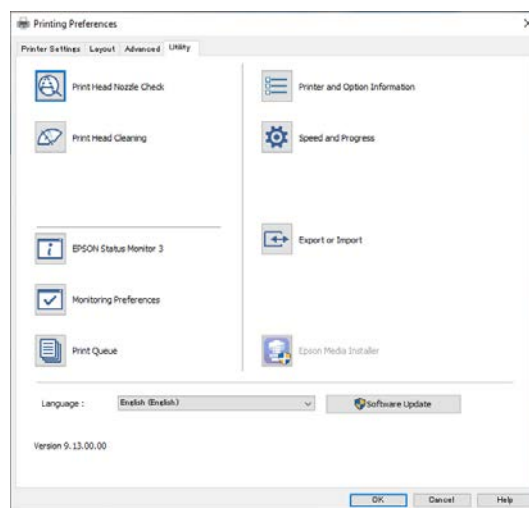 Printing Preferences
Printer Settings Layout Advanced Utility
Print Head Nozzle Check
Print Head Cleaning
EPSON Status Monitor 3
Monitoring Preferences
Print Queue
Printer and Option Information
Speed and Progress
Export or Import
Epson Media Installer
Language :
English (English)
Software Update
Version 9.13.00.00
OK Cancel Help